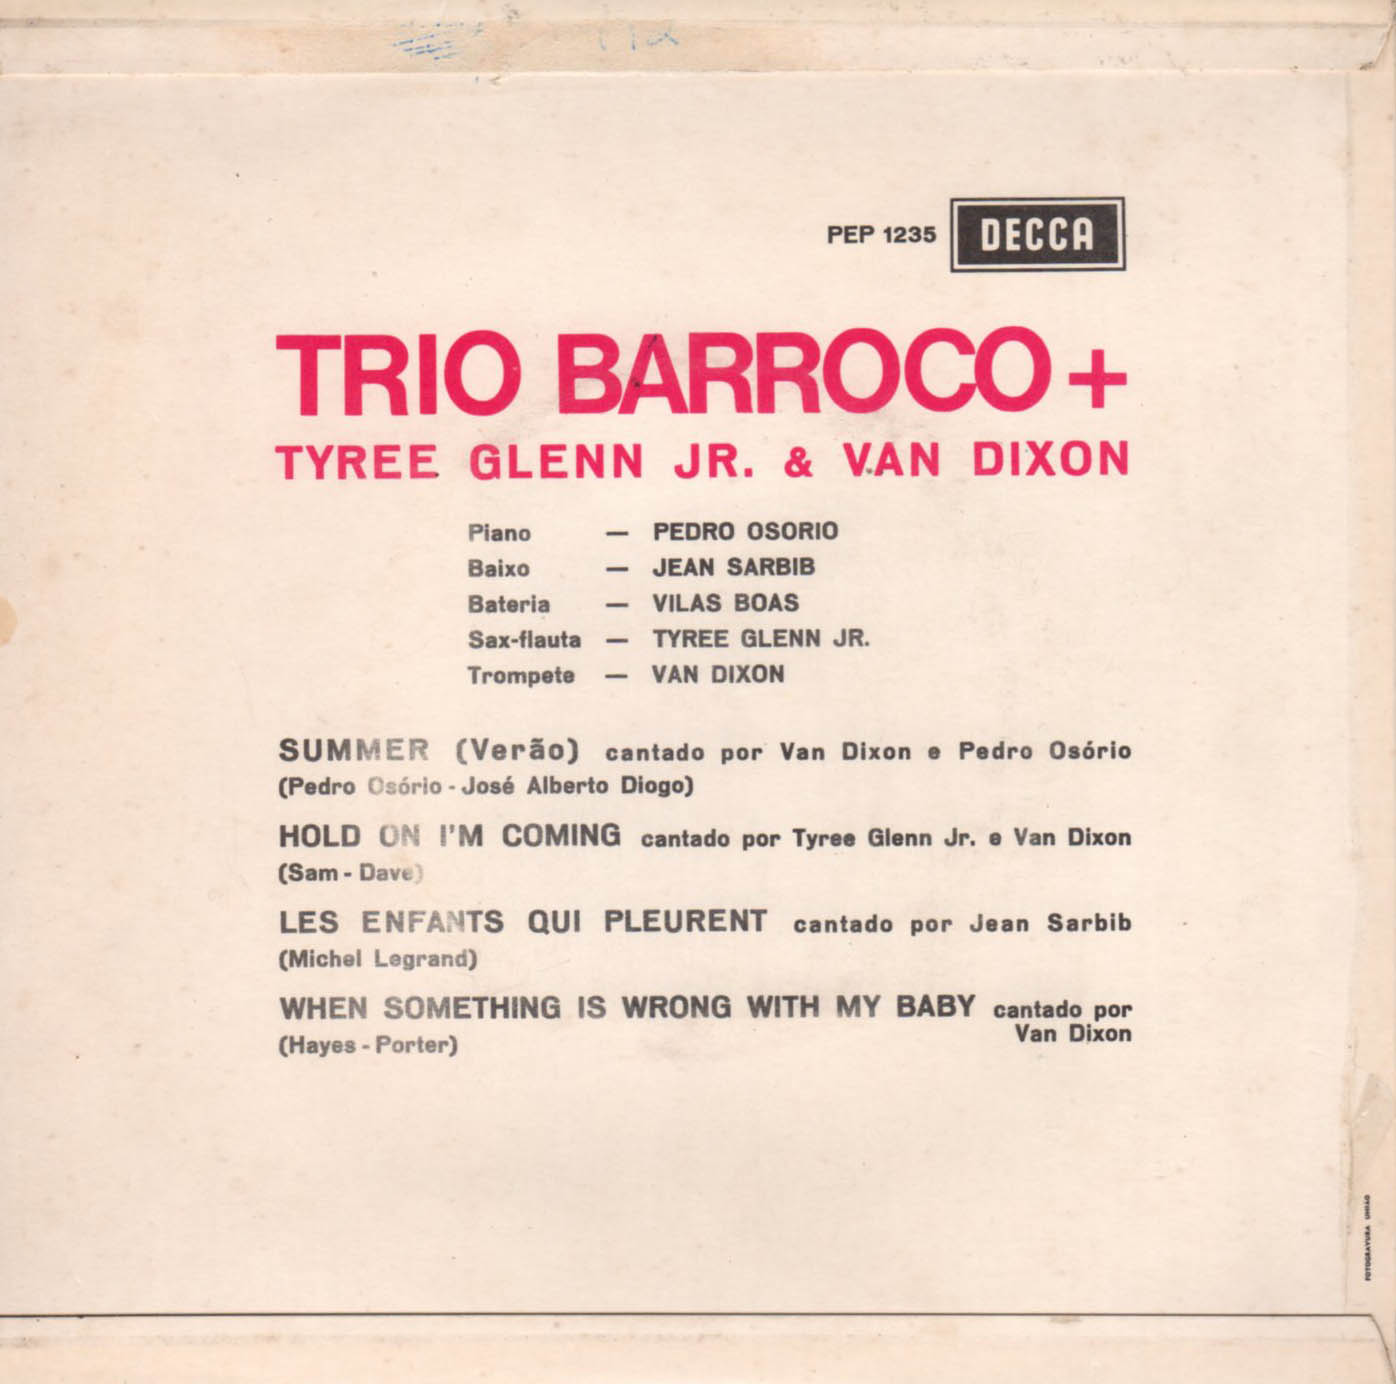 PEP 1235 DECCA
TRIO BARROCO +
TYREE GLENN JR. & VAN DIXON
Piano — PEDRO OSORIO
Baixo — JEAN SARBIB
Bateria — VILAS BOAS
Sax-flauta — TYREE GLENN JR.
Trompete — VAN DIXON
SUMMER (Verão) cantado por Van Dixon e Pedro Osório
(Pedro Osório - José Alberto Diogo)
HOLD ON I'M COMING cantado por Tyree Glenn Jr. e Van Dixon
(Sam - Dave)
LES ENFANTS QUI PLEURENT cantado por Jean Sarbib
(Michel Legrand)
WHEN SOMETHING IS WRONG WITH MY BABY cantado por
Van Dixon
(Hayes - Porter)
FOTOGRAVURA UNIÃO